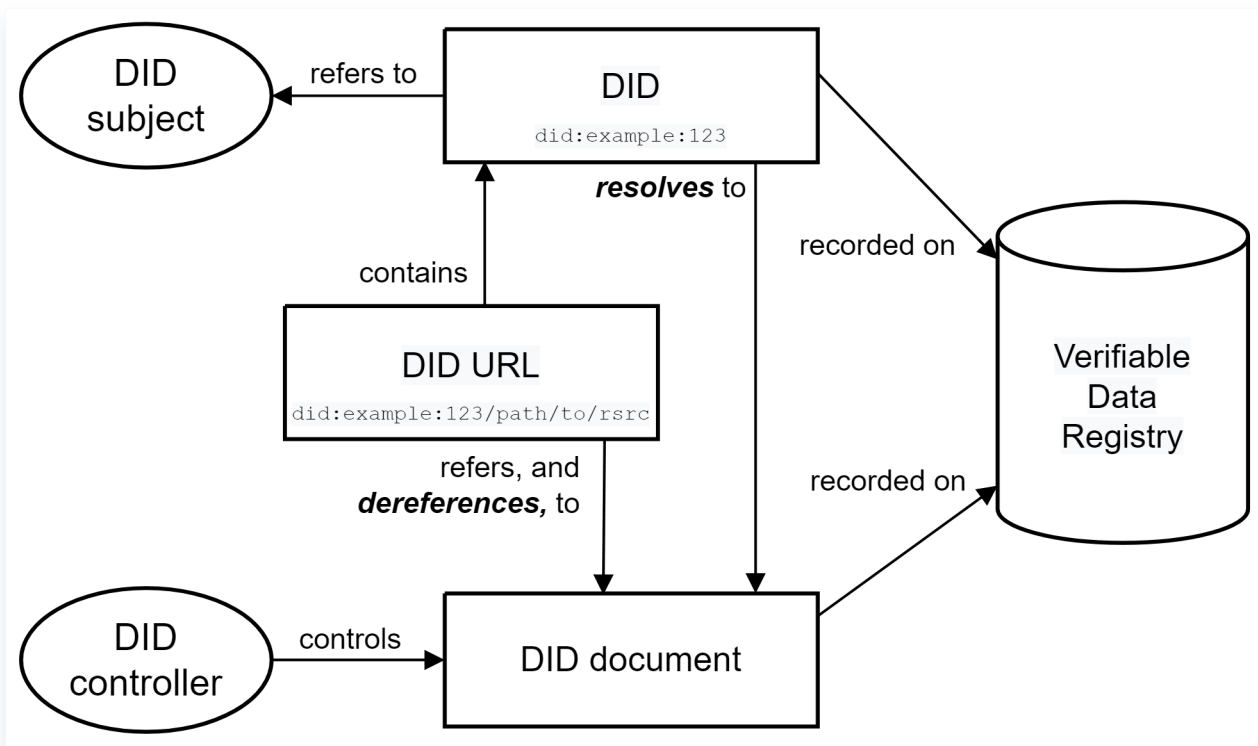 DID
subject
refers to
DID
did:example:123
resolves to
recorded on
contains
DID URL
did:example:123/path/to/rsrc
Verifiable
Data
Registry
refers, and
dereferences, to
recorded on
DID
controller
controls
DID document